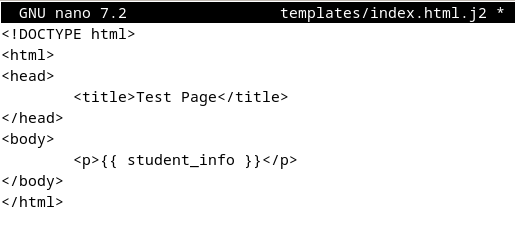 GNU nano 7.2                 templates/index.html.j2 *
<!DOCTYPE html>
<html>
<head>
        <title>Test Page</title>
</head>
<body>
        <p>{{ student_info }}</p>
</body>
</html>